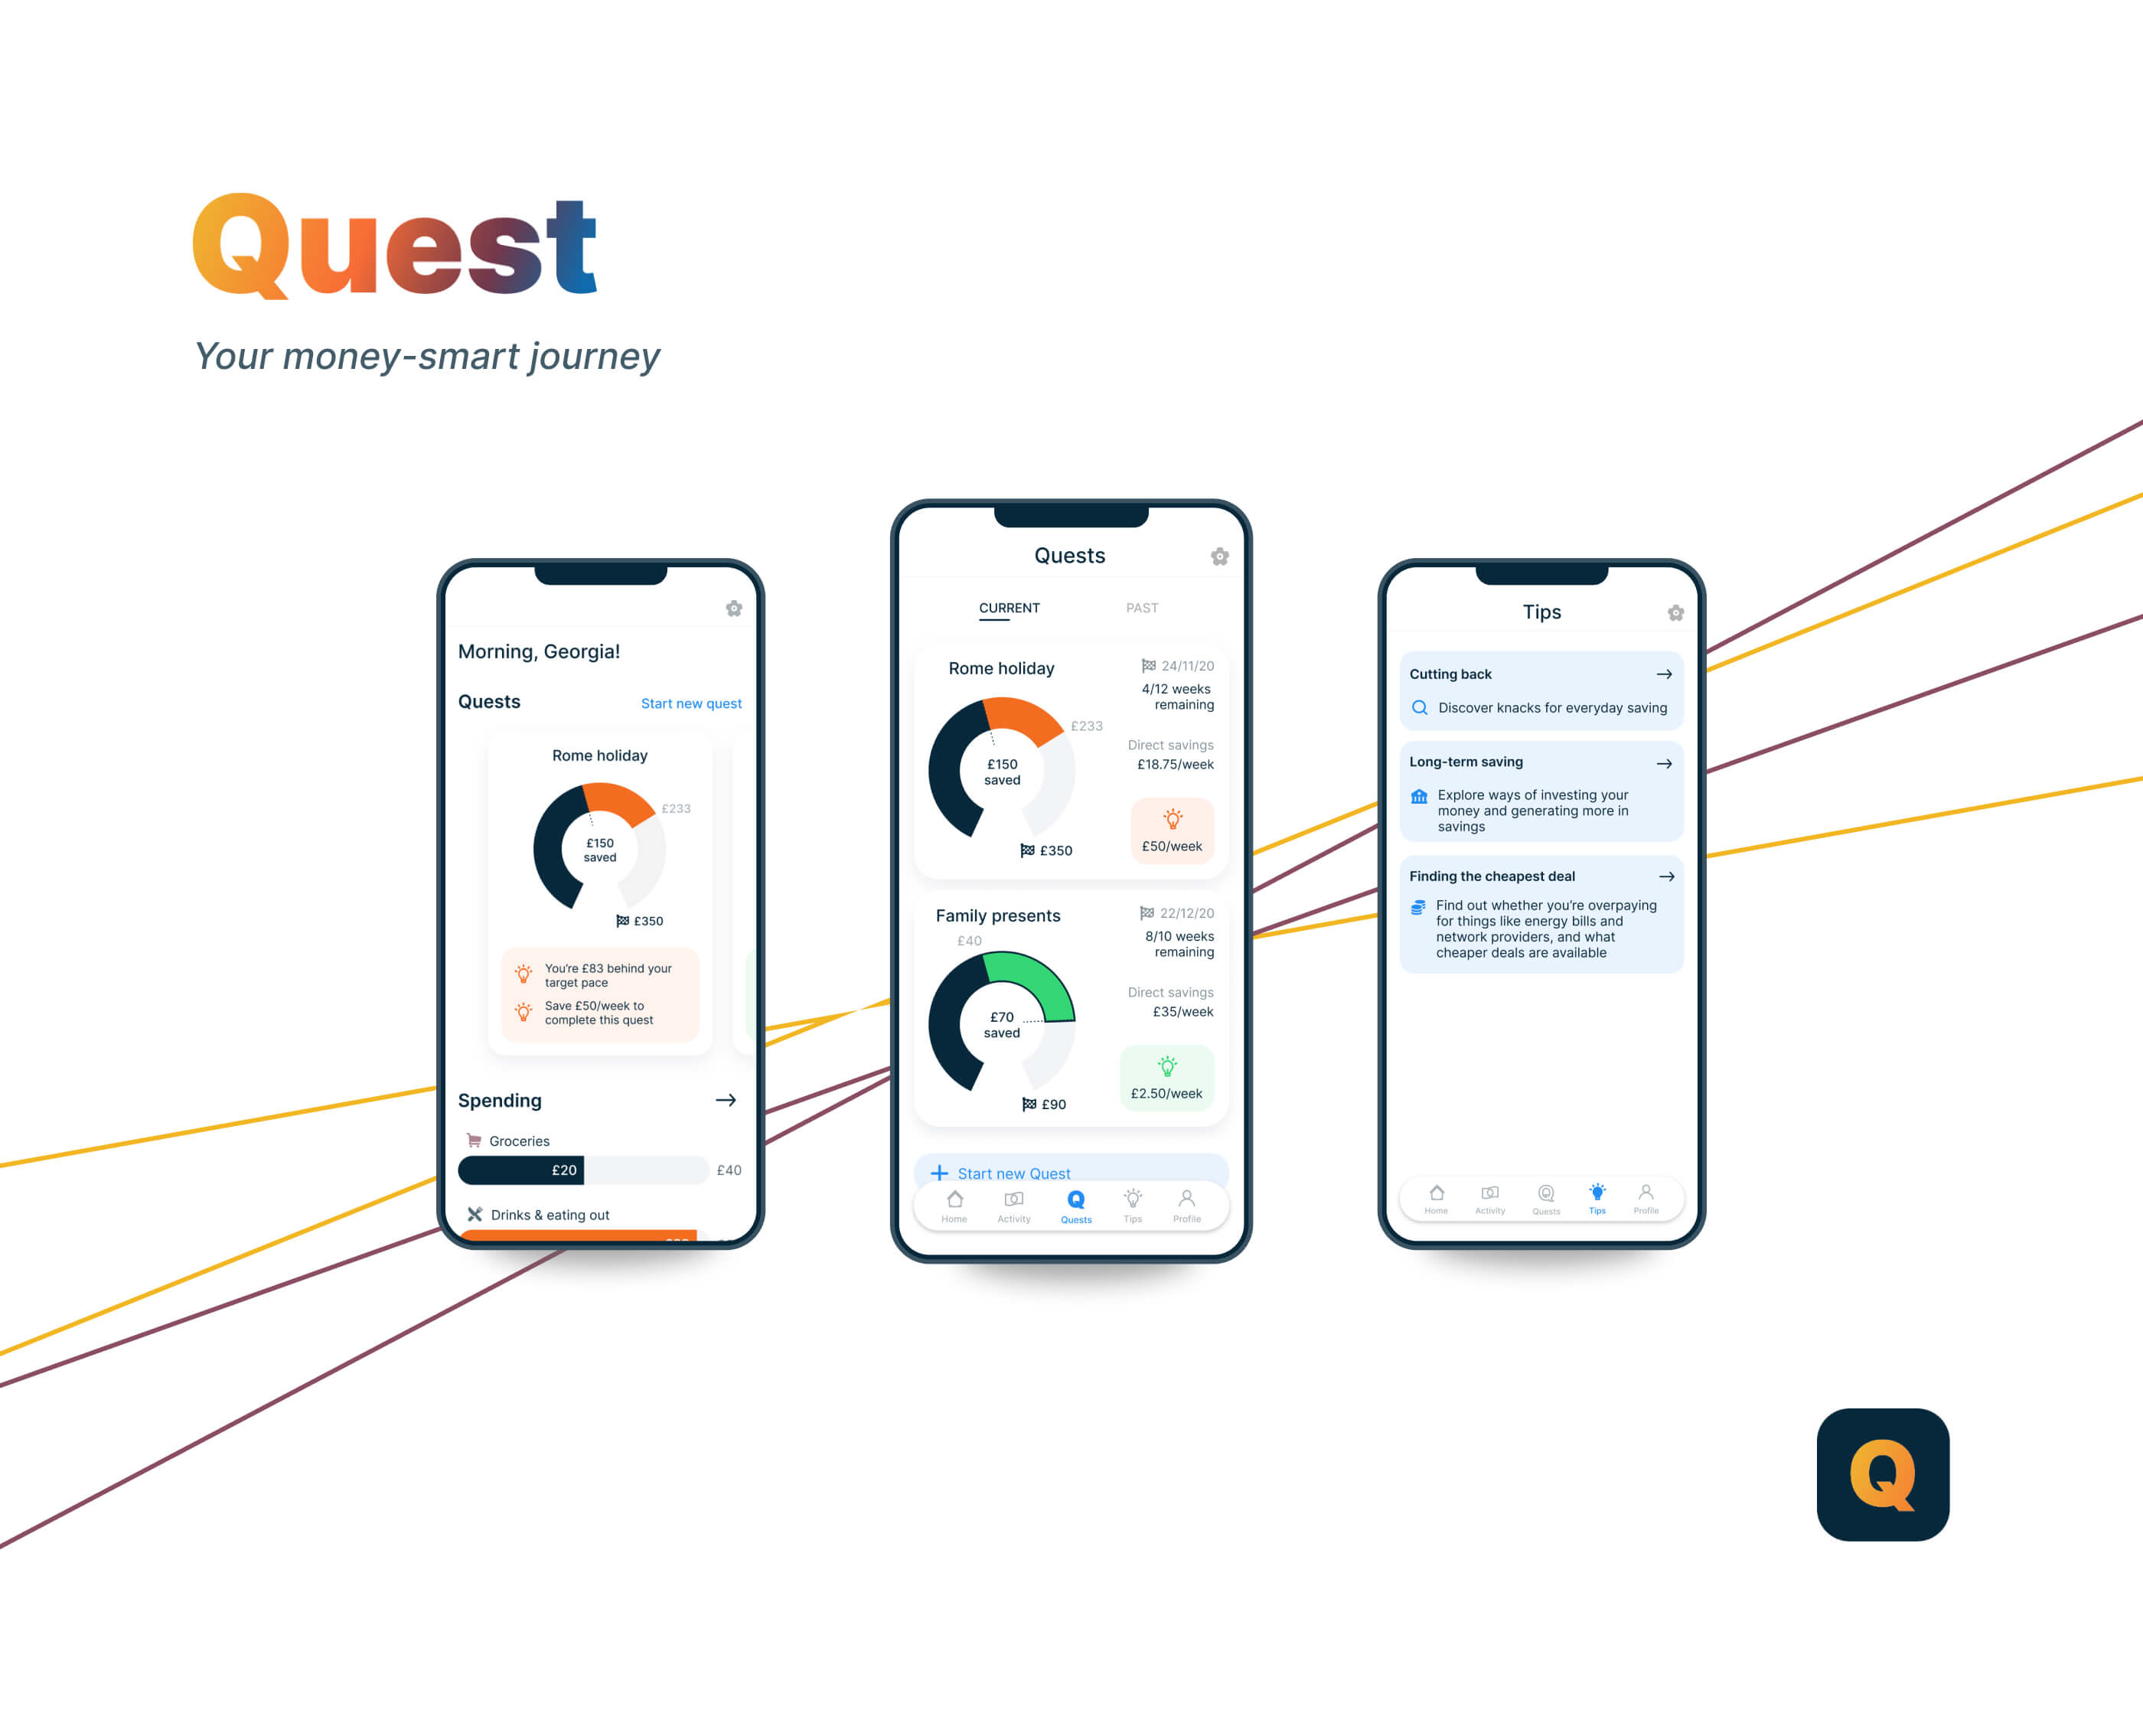 Quest
Your money-smart journey
Morning, Georgia!
Quests
Start new quest
Rome holiday
£233
£150
saved
£350
You're £83 behind your
target pace
Save £50/week to
complete this quest
Spending
Groceries
£20
£40
Drinks & eating out
Quests
CURRENT
PAST
Rome holiday
24/11/20
4/12 weeks
remaining
£233
Direct savings
£18.75/week
£150
saved
£50/week
£350
Family presents
22/12/20
£40
8/10 weeks
remaining
Direct savings
£35/week
£70
saved
£2.50/week
£90
Start new Quest
Home
Activity
Quests
Tips
Profile
Tips
Cutting back
Discover knacks for everyday saving
Long-term saving
Explore ways of investing your
money and generating more in
savings
Finding the cheapest deal
Find out whether you're overpaying
for things like energy bills and
network providers, and what
cheaper deals are available
Home
Activity
Quests
Tips
Profile
Q